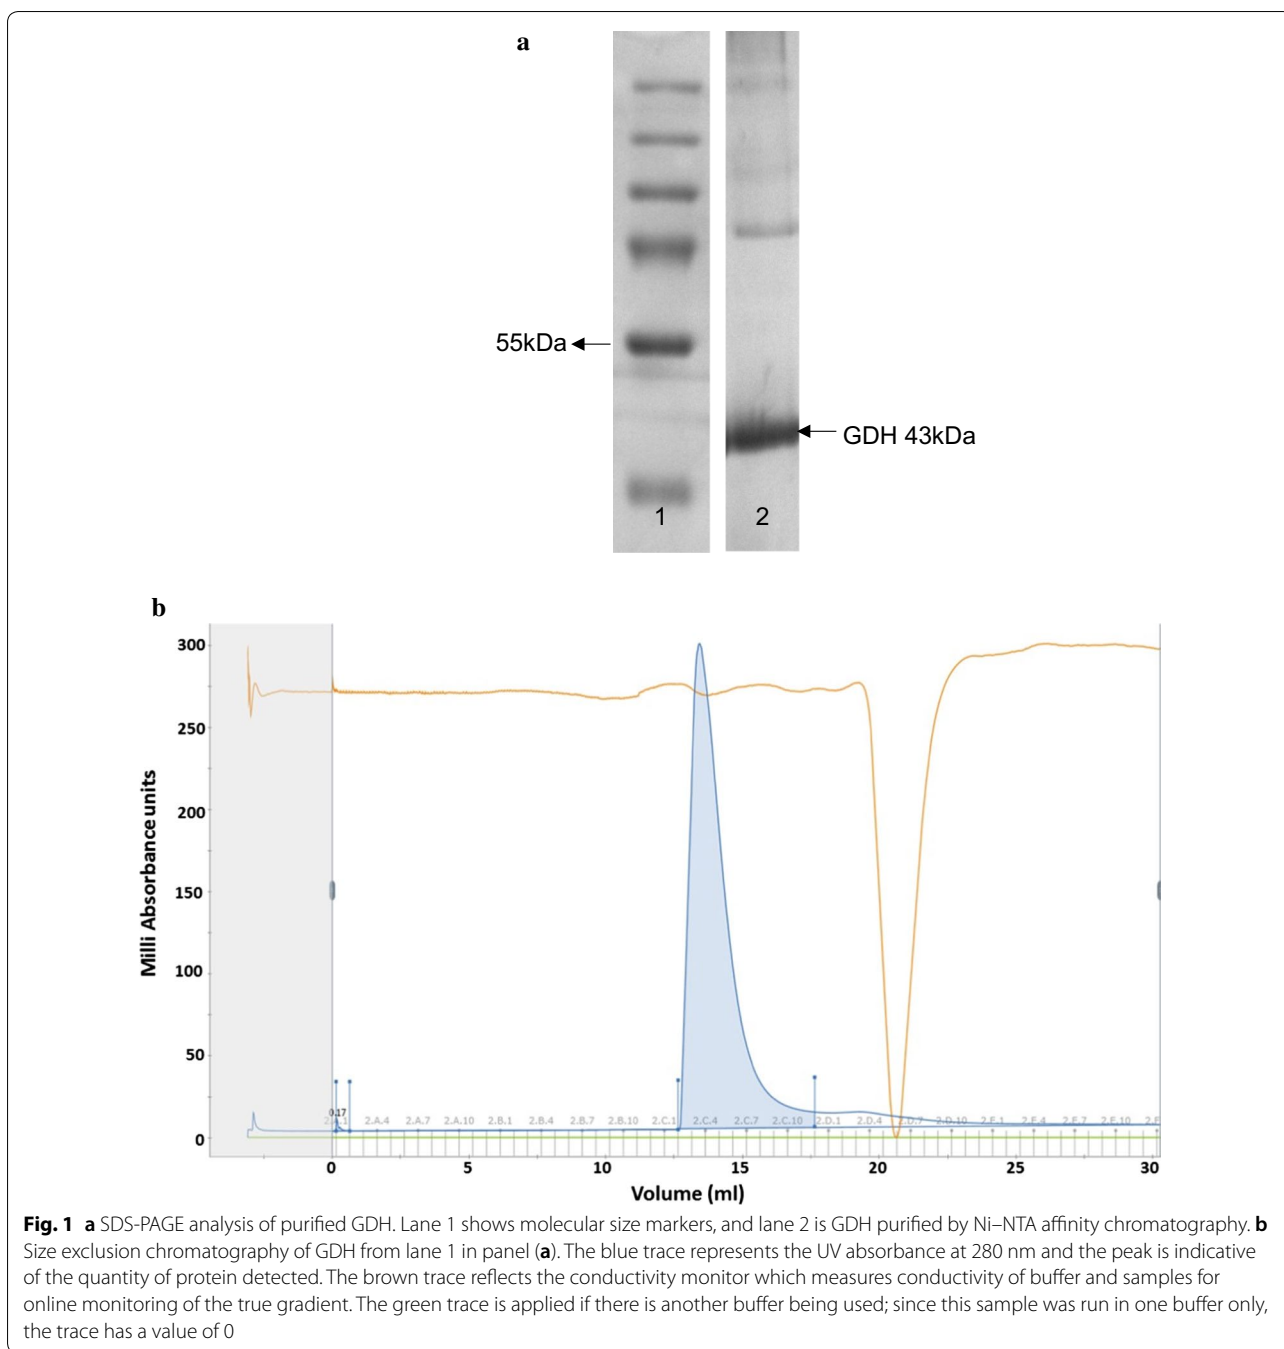 a
55kDa
GDH 43kDa
1
2
b
300
250
200
150
100
50
0
Milli Absorbance units
0.17
2.A.1 2.A.4 2.A.7 2.A.10 2.B.1 2.B.4 2.B.7 2.B.10 2.C.1 2.C.4 2.C.7 2.C.10 2.D.1 2.D.4 2.D.7 2.D.10 2.E.1 2.E.4 2.E.7 2.E.10
0 5 10 15 20 25 30
Volume (ml)
Fig. 1 a SDS-PAGE analysis of purified GDH. Lane 1 shows molecular size markers, and lane 2 is GDH purified by Ni–NTA affinity chromatography. b
Size exclusion chromatography of GDH from lane 1 in panel (a). The blue trace represents the UV absorbance at 280 nm and the peak is indicative
of the quantity of protein detected. The brown trace reflects the conductivity monitor which measures conductivity of buffer and samples for
online monitoring of the true gradient. The green trace is applied if there is another buffer being used; since this sample was run in one buffer only,
the trace has a value of 0